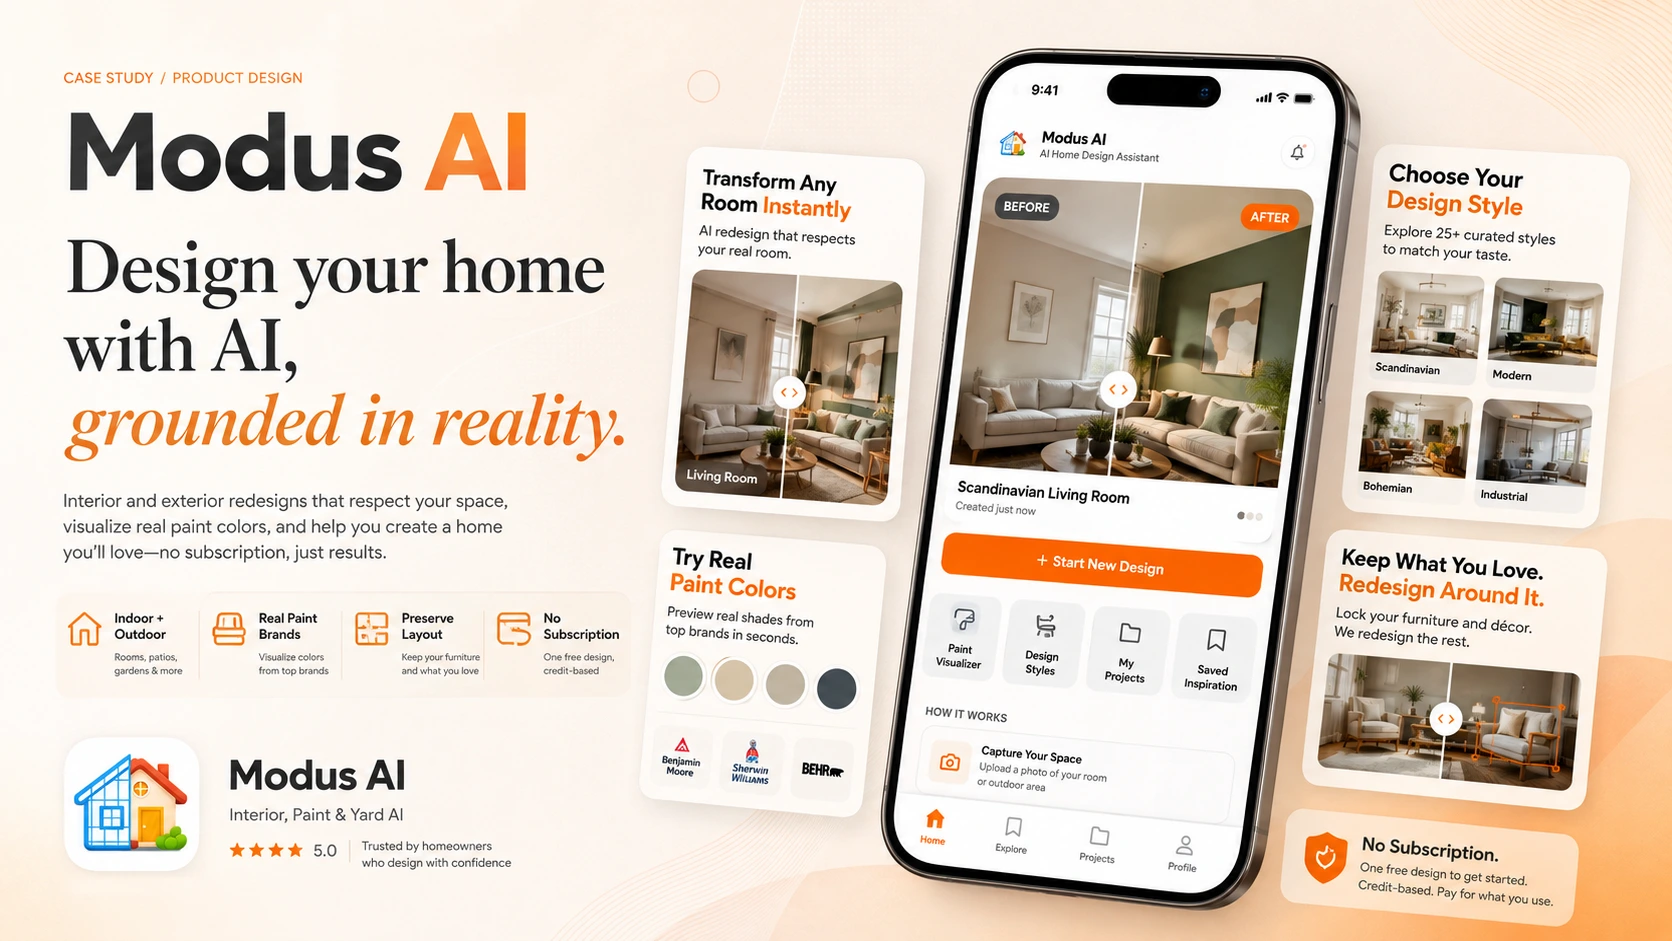 CASE STUDY / PRODUCT DESIGN
Modus AI
Design your home
with AI,
grounded in reality.
Interior and exterior redesigns that respect your space,
visualize real paint colors, and help you create a home
you'll love—no subscription, just results.
Indoor +
Outdoor
Rooms, patios,
gardens & more
Real Paint
Brands
Visualize colors
from top brands
Preserve
Layout
Keep your furniture
and what you love
No
Subscription
One free design,
credit-based
Modus AI
Interior, Paint & Yard AI
5.0
Trusted by homeowners
who design with confidence
Transform Any
Room Instantly
AI redesign that respects
your real room.
Living Room
Try Real
Paint Colors
Preview real shades from
top brands in seconds.
Benjamin
Moore
Sherwin
Williams
BEHR
9:41
Modus AI
AI Home Design Assistant
BEFORE
AFTER
Scandinavian Living Room
Created just now
+ Start New Design
Paint
Visualizer
Design
Styles
My
Projects
Saved
Inspiration
HOW IT WORKS
Capture Your Space
Upload a photo of your room
or outdoor area
Home
Explore
Projects
Profile
Choose Your
Design Style
Explore 25+ curated styles
to match your taste.
Scandinavian
Modern
Bohemian
Industrial
Keep What You Love.
Redesign Around It.
Lock your furniture and décor.
We redesign the rest.
No Subscription.
One free design to get started.
Credit-based. Pay for what you use.